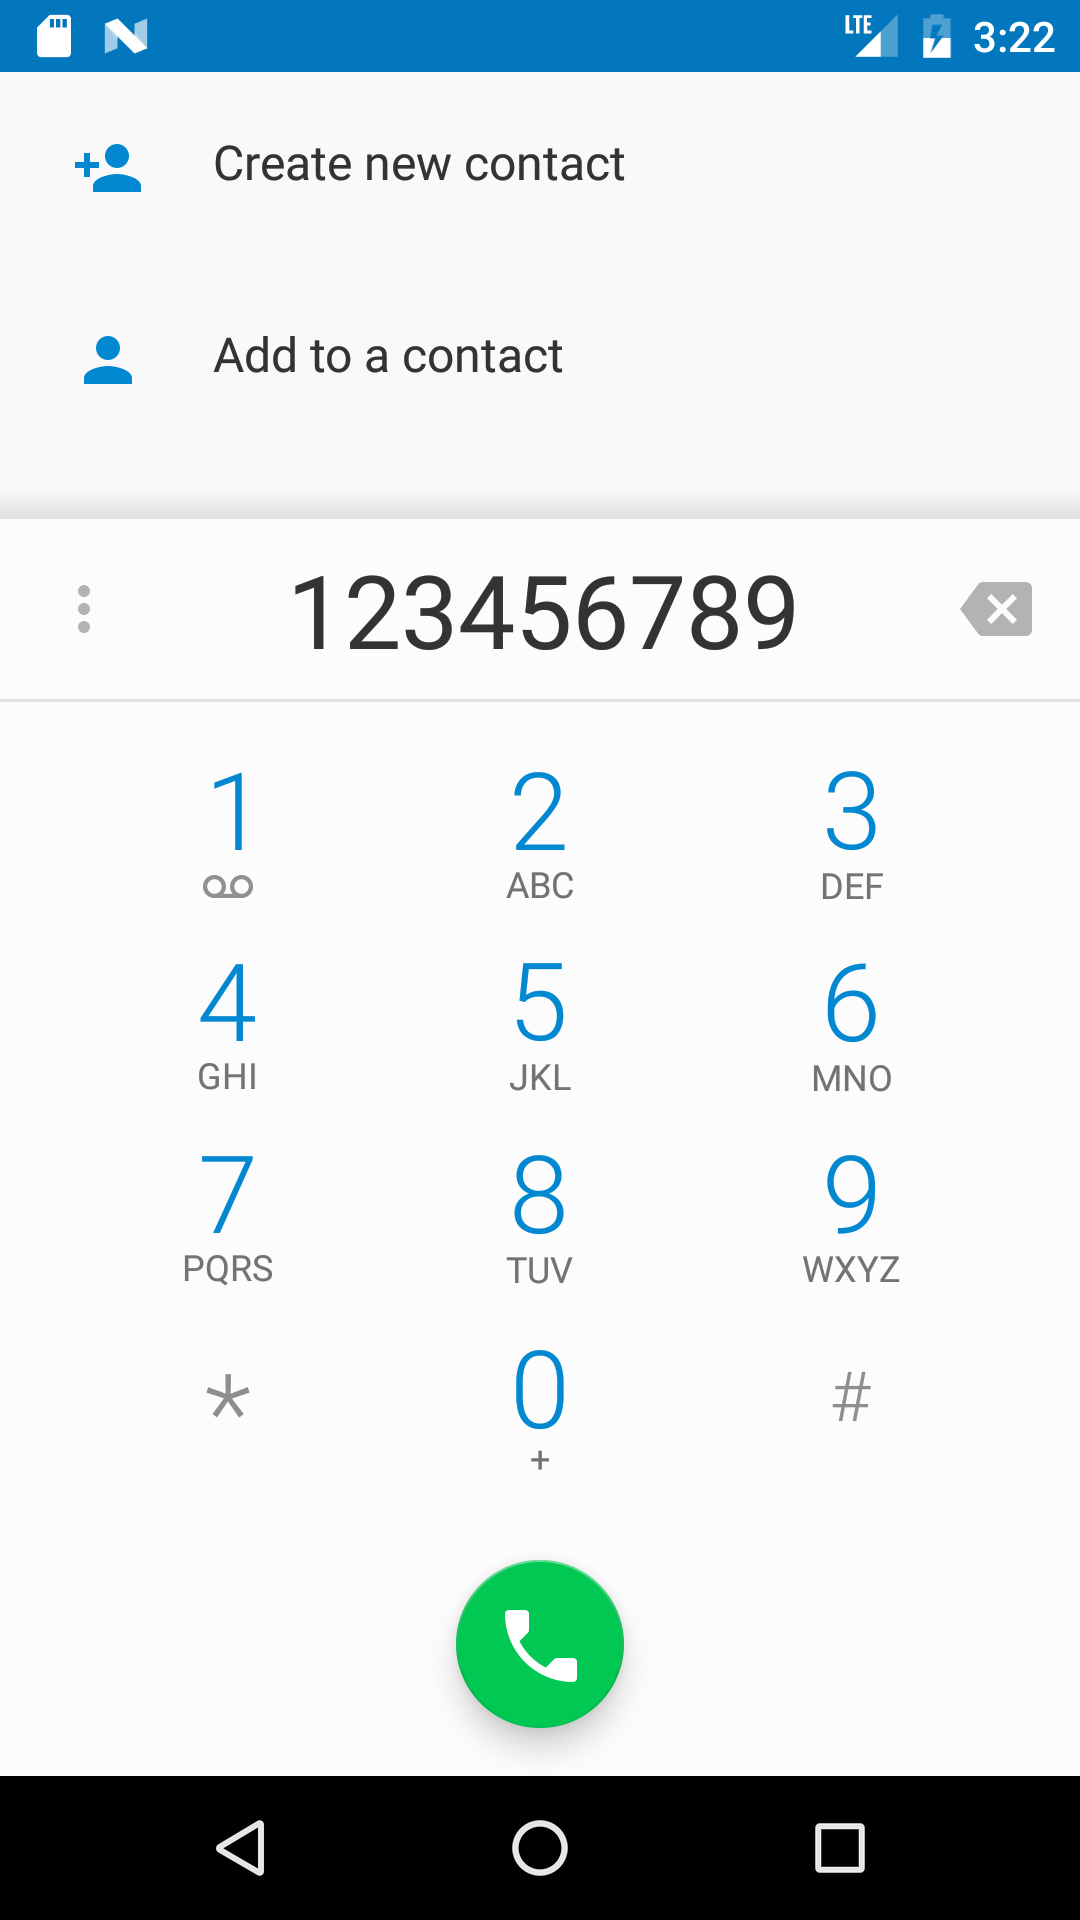 LTE 3:22
Create new contact
Add to a contact
123456789
1 2 3
ABC DEF
4 5 6
GHI JKL MNO
7 8 9
PQRS TUV WXYZ
* 0 #
+